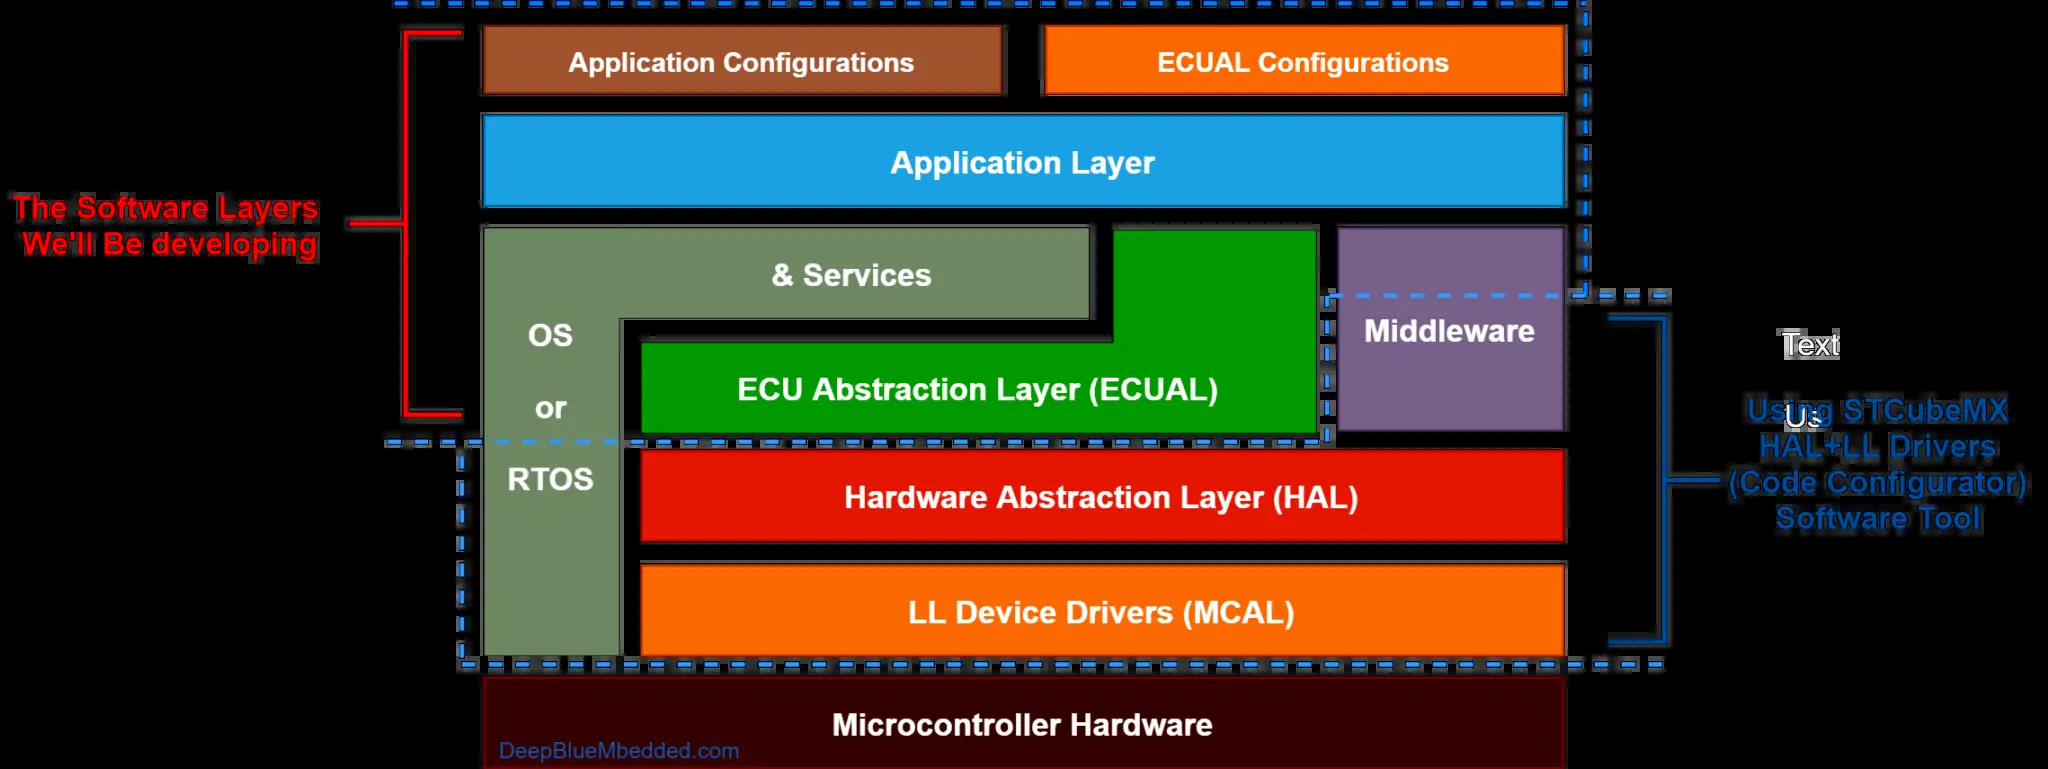 Application Configurations
ECUAL Configurations
Application Layer
The Software Layers
We'll Be developing
& Services
OS
or
RTOS
ECU Abstraction Layer (ECUAL)
Middleware
Hardware Abstraction Layer (HAL)
LL Device Drivers (MCAL)
Text
Us
Using STCubeMX
HAL+LL Drivers
(Code Configurator)
Software Tool
Microcontroller Hardware
DeepBlueMbedded.com